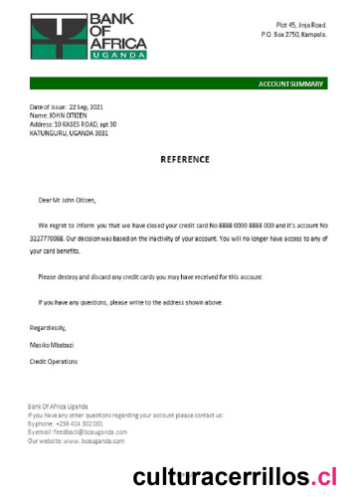 BANK
OF
AFRICA
UGANDA
Plot 45, Jinja Road.
P.O. Box 2750, Kampala.
ACCOUNT SUMMARY
Date of issue: 22 Sep, 2021
Name: JOHN CITIZEN
Address: 10 KASES ROAD, apt 30
KATUNGURU, UGANDA 3031
REFERENCE
Dear Mr John Citizen,
We regret to inform you that we have closed your credit card No 8888 0000 8888 000 and it's account No
3227770088. Our decision was based on the inactivity of your account. You will no longer have access to any of
your card benefits.
Please destroy and discard any credit cards you may have received for this account.
If you have any questions, please write to the address shown above.
Regardlessly,
Masiko Mbabazi
Credit Operations
Bank Of Africa Uganda
If you have any other questions regarding your account please contact us:
By phone: +256 414 302 001
By email: feedback@boauganda.com
Our website: www. boauganda.com
culturacerrillos.cl